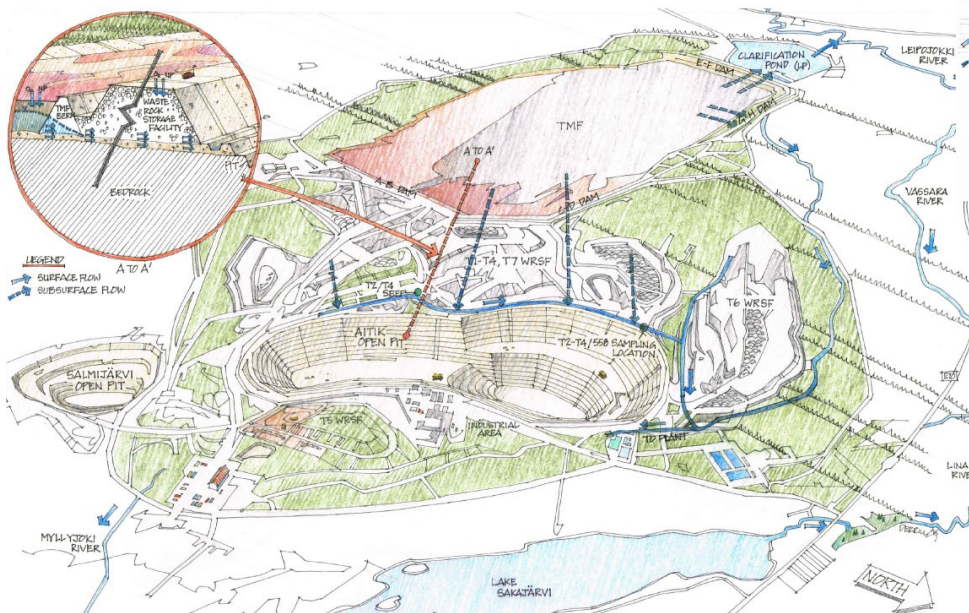 TMF BERM
WASTE
ROCK
STORAGE
FACILITY
PIT
BEDROCK
A TO A'
LEGEND
SURFACE FLOW
SUBSURFACE FLOW
CLARIFICATION
POND (LP)
LEIPOJOKKI
RIVER
E-F DAM
G-H DAM
TMF
A TO A'
A-B DAM
C-D DAM
VASSARA
RIVER
T1-T4, T7 WRSF
T2/T4
SEEP
T6 WRSF
AITIK
OPEN PIT
T2-T4/558 SAMPLING
LOCATION
SALMIJÄRVI
OPEN PIT
T5 WRSF
INDUSTRIAL
AREA
TO PLANT
E10
LINA
RIVE
MYLLYJOKI
RIVER
LAKE
SAKAJÄRVI
NORTH